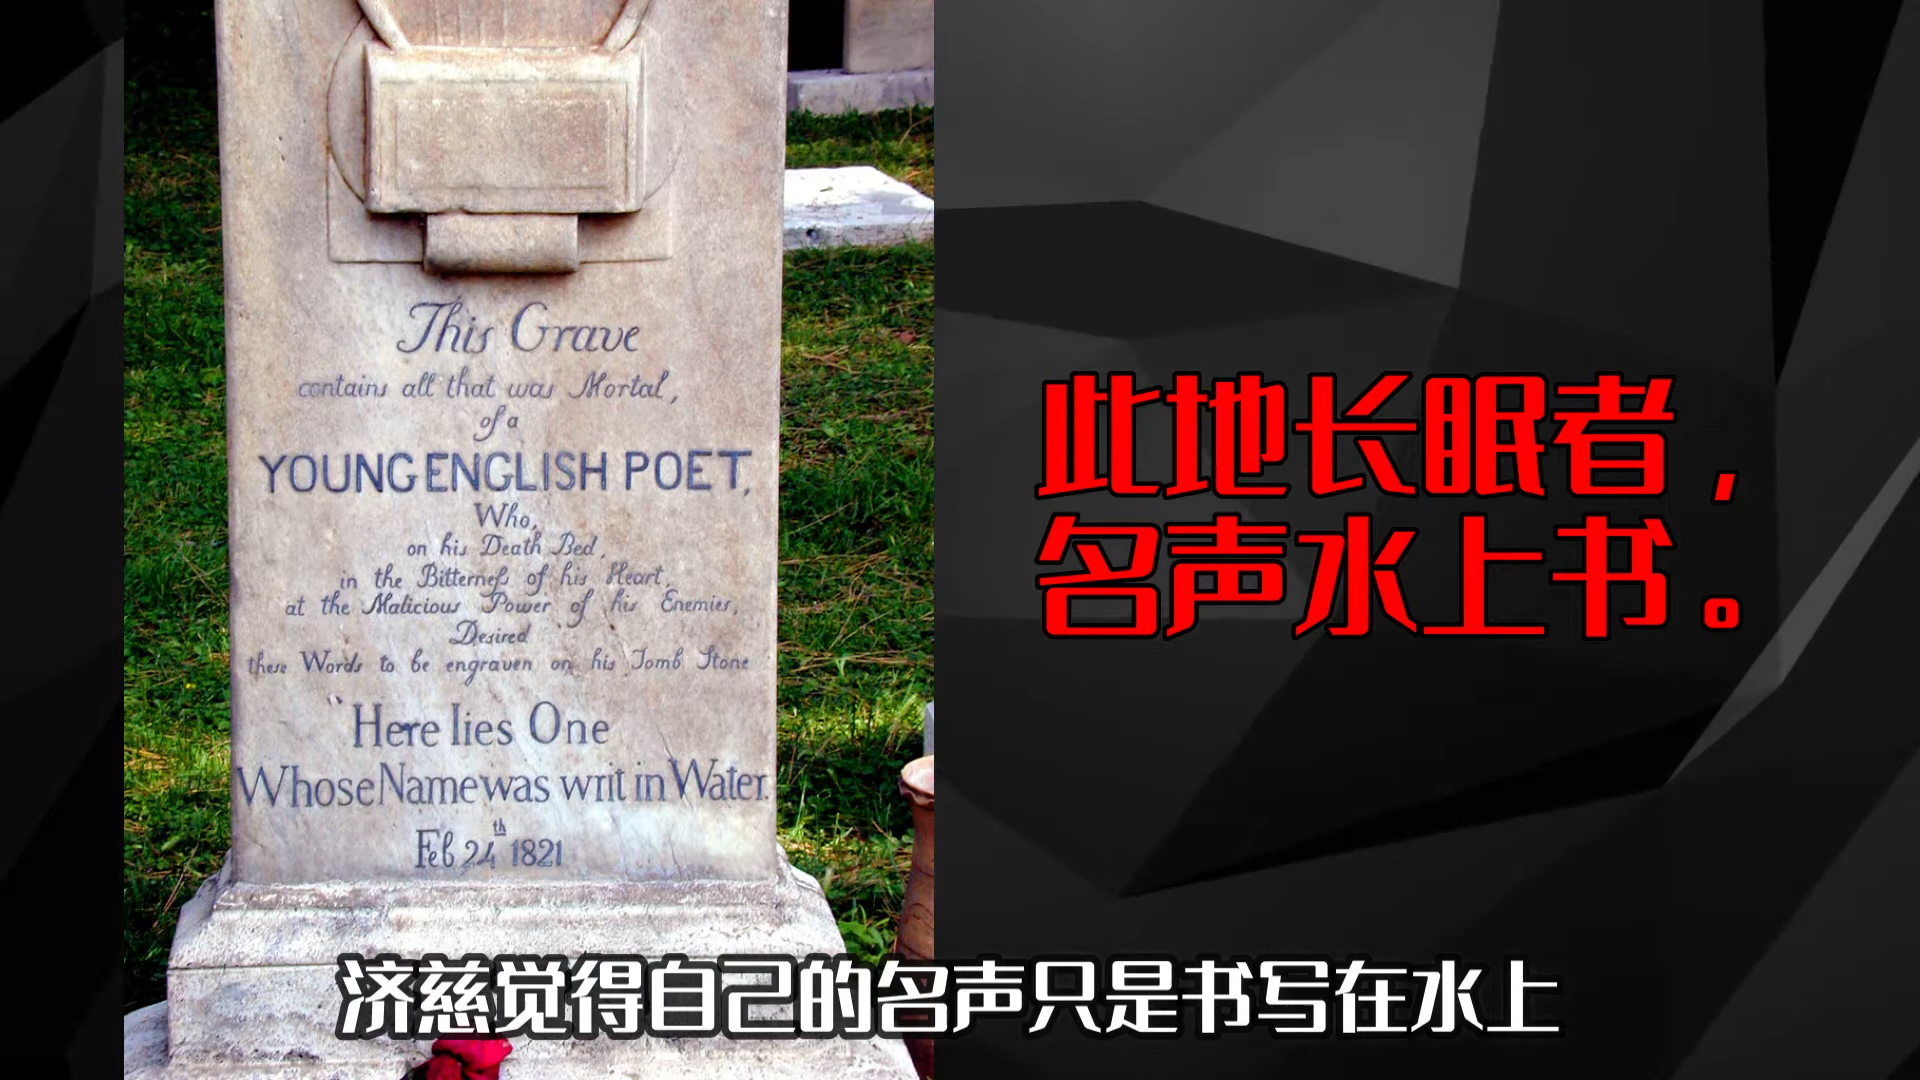 This Grave
contains all that was Mortal,
of a
YOUNG ENGLISH POET,
Who,
on his Death Bed,
in the Bitterneſs of his Heart,
at the Malicious Power of his Enemies,
Desired
these Words to be engraven on his Tomb Stone
"Here lies One
Whose Name was writ in Water.
Feb 24th 1821
此地长眠者，
名声水上书。
济慈觉得自己的名声只是书写在水上